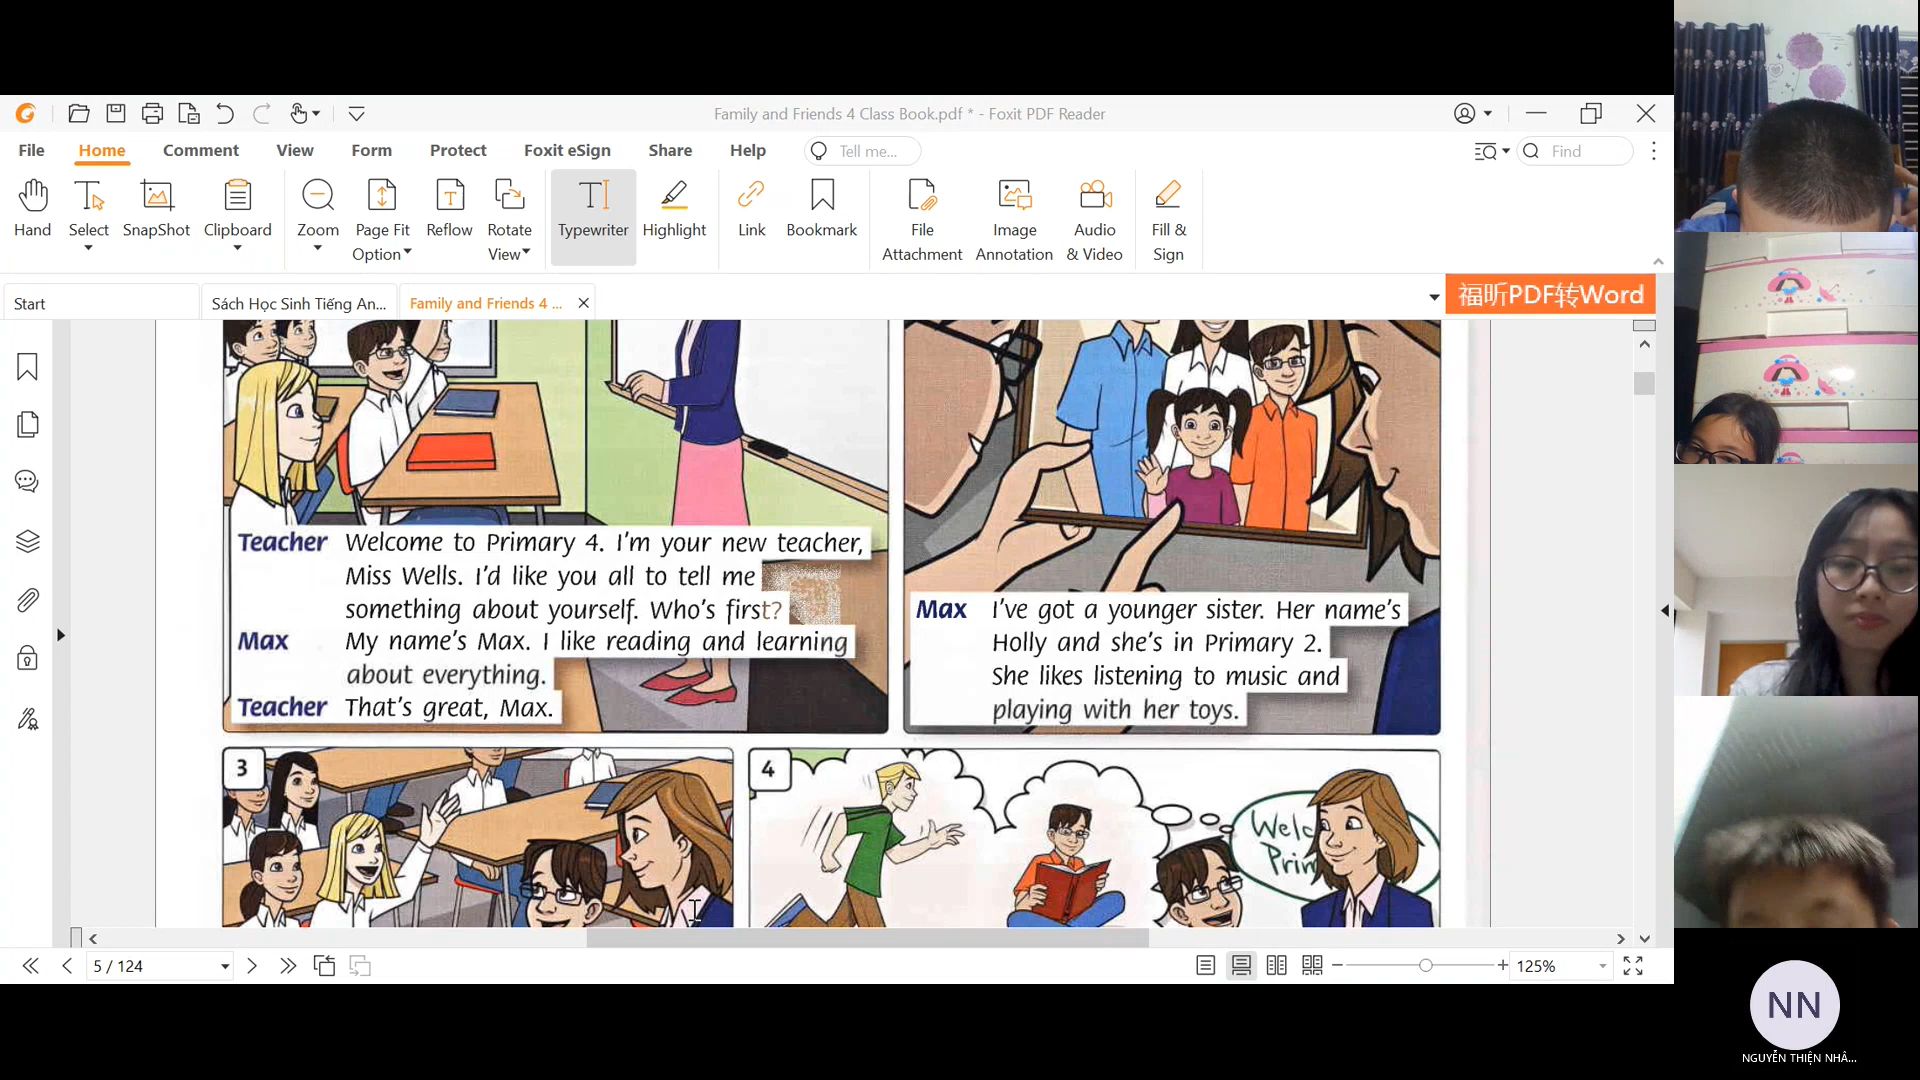 Family and Friends 4 Class Book.pdf * - Foxit PDF Reader
File Home Comment View Form Protect Foxit eSign Share Help Tell me... Find
Hand Select SnapShot Clipboard Zoom Page Fit Option Reflow Rotate View Typewriter Highlight Link Bookmark File Attachment Image Annotation Audio & Video Fill & Sign
Start Sách Học Sinh Tiếng An... Family and Friends 4 ... 福昕PDF转Word
Teacher Welcome to Primary 4. I'm your new teacher,
Miss Wells. I'd like you all to tell me
something about yourself. Who's first?
Max My name's Max. I like reading and learning
about everything.
Teacher That's great, Max.
Max I've got a younger sister. Her name's
Holly and she's in Primary 2.
She likes listening to music and
playing with her toys.
3
4
Welc
Prim
5 / 124
125%
NN
NGUYỄN THIỆN NHÂ...